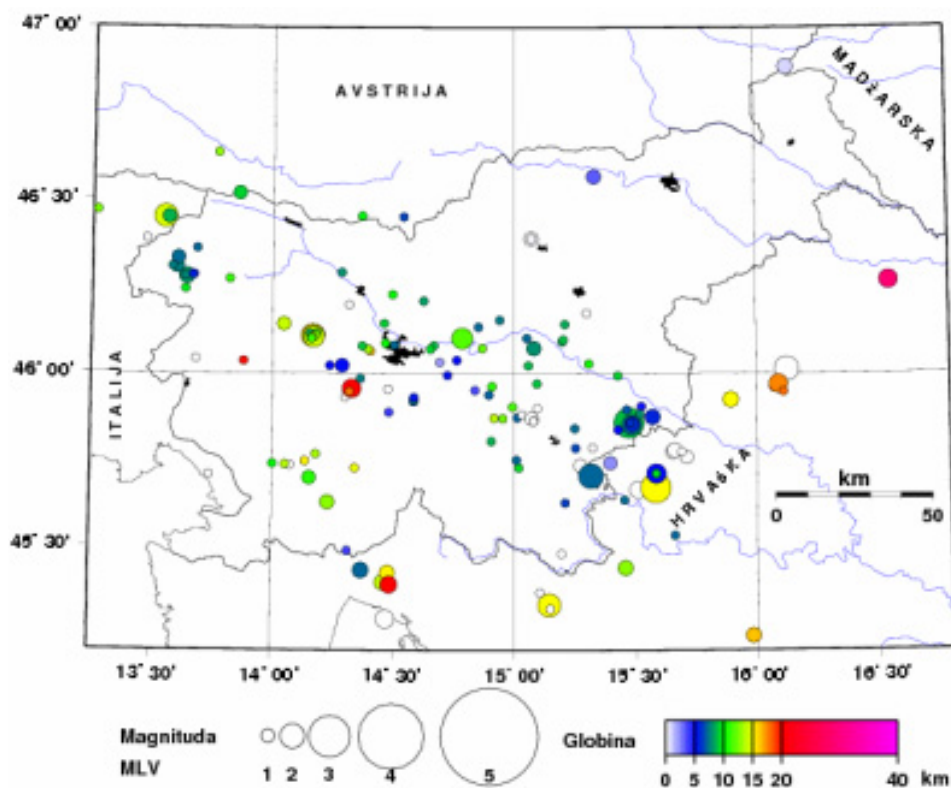 47° 00'
AVSTRIJA
MADŽARSKA
46° 30'
46° 00'
ITALIJA
HRVAŠKA
km
0 50
45° 30'
13° 30' 14° 00' 14° 30' 15° 00' 15° 30' 16° 00' 16° 30'
Magnituda
MLV
1 2 3 4 5
Globina
0 5 10 15 20 40 km